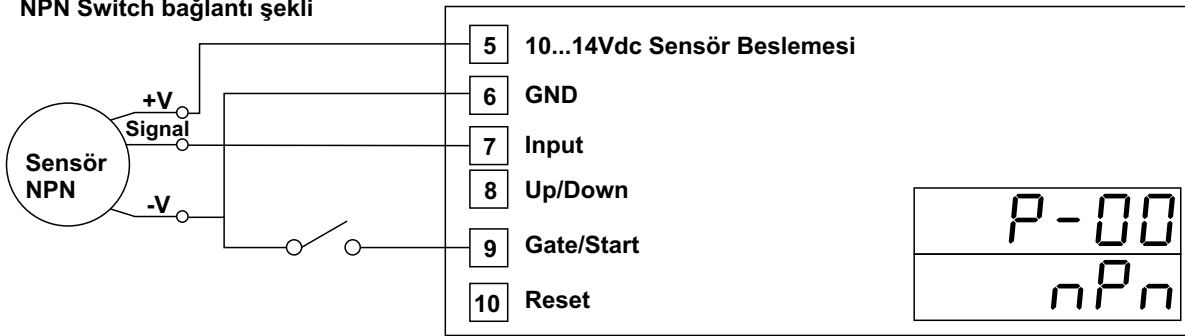 NPN Switch bağlantı şekli
5 10...14Vdc Sensör Beslemesi
+V
6 GND
Signal
7 Input
Sensör
NPN
8 Up/Down
-V
9 Gate/Start
10 Reset
P-00
nPn